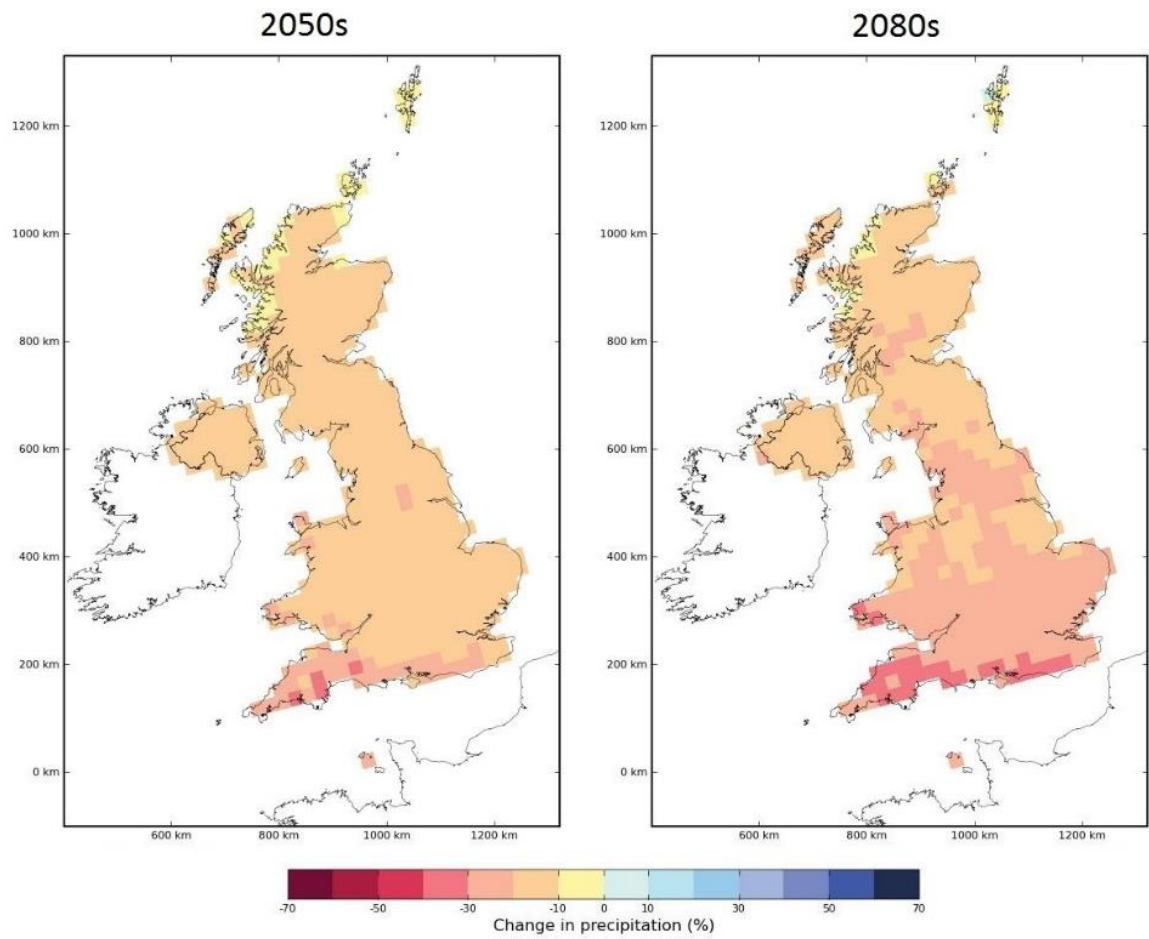 2050s 2080s
1200 km 1200 km
1000 km 1000 km
800 km 800 km
600 km 600 km
400 km 400 km
200 km 200 km
0 km 0 km
600 km 800 km 1000 km 1200 km 600 km 800 km 1000 km 1200 km
-70 -50 -30 -10 0 10 30 50 70
Change in precipitation (%)